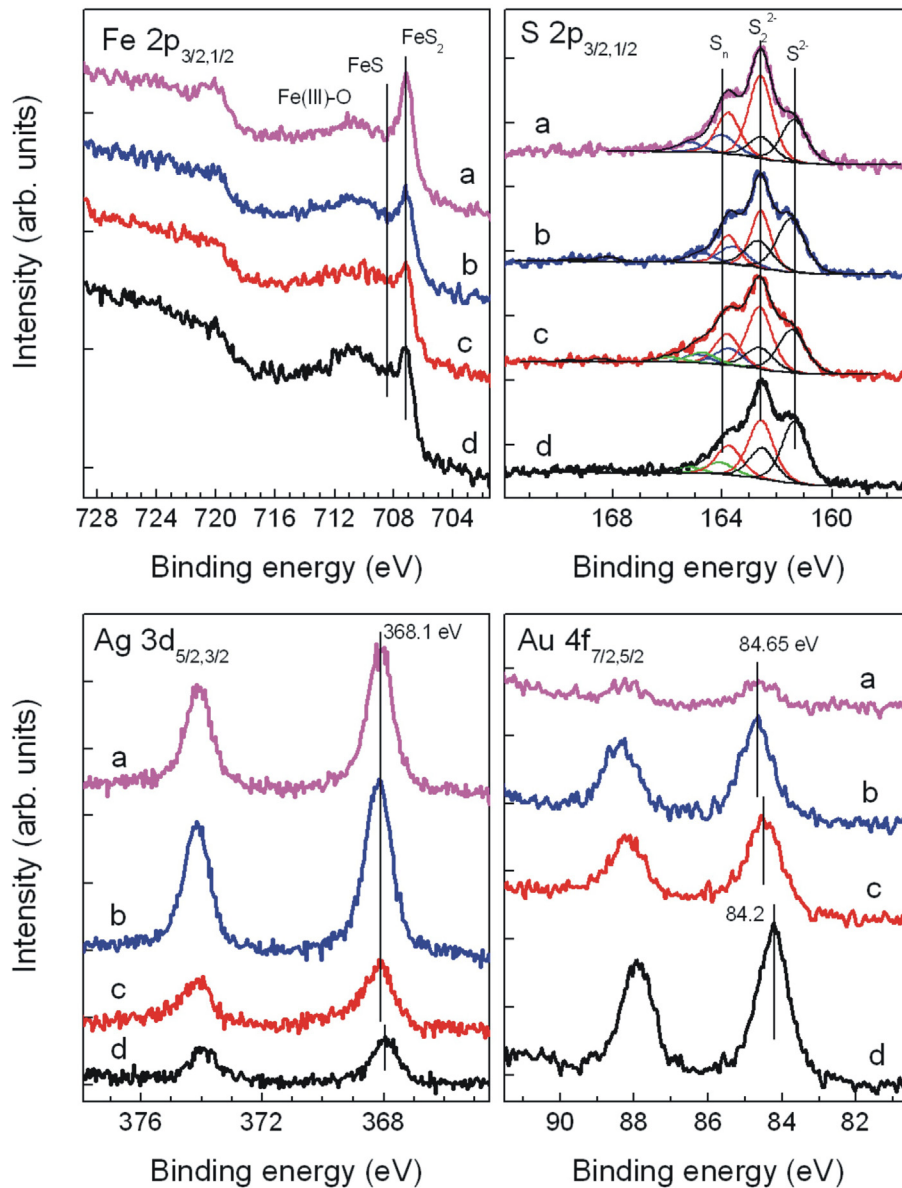 Fe 2p3/2,1/2
FeS
FeS2
Fe(III)-O
a
b
c
d
Intensity (arb. units)
728 720 712 708 704
Binding energy (eV)
S 2p3/2,1/2
Sn
S2 2-
S2-
a
b
c
d
168 164 160
Binding energy (eV)
Ag 3d5/2,3/2
368.1 eV
a
b
c
d
Intensity (arb. units)
376 372 368
Binding energy (eV)
Au 4f7/2,5/2
84.65 eV
a
b
c
84.2
d
90 88 86 84 82
Binding energy (eV)